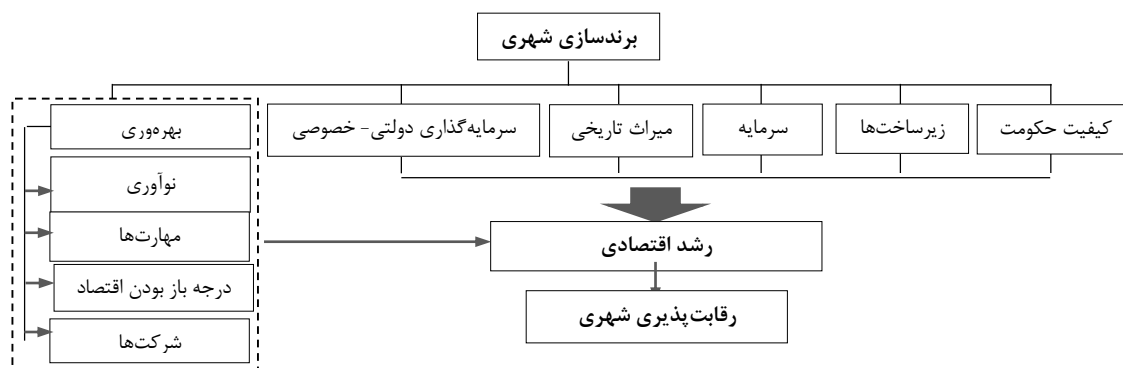 برندسازی شهری
کیفیت حکومت
زیرساخت‌ها
سرمایه
میراث تاریخی
سرمایه‌گذاری دولتی- خصوصی
بهره‌وری
نوآوری
مهارت‌ها
درجه باز بودن اقتصاد
شرکت‌ها
رشد اقتصادی
رقابت‌پذیری شهری